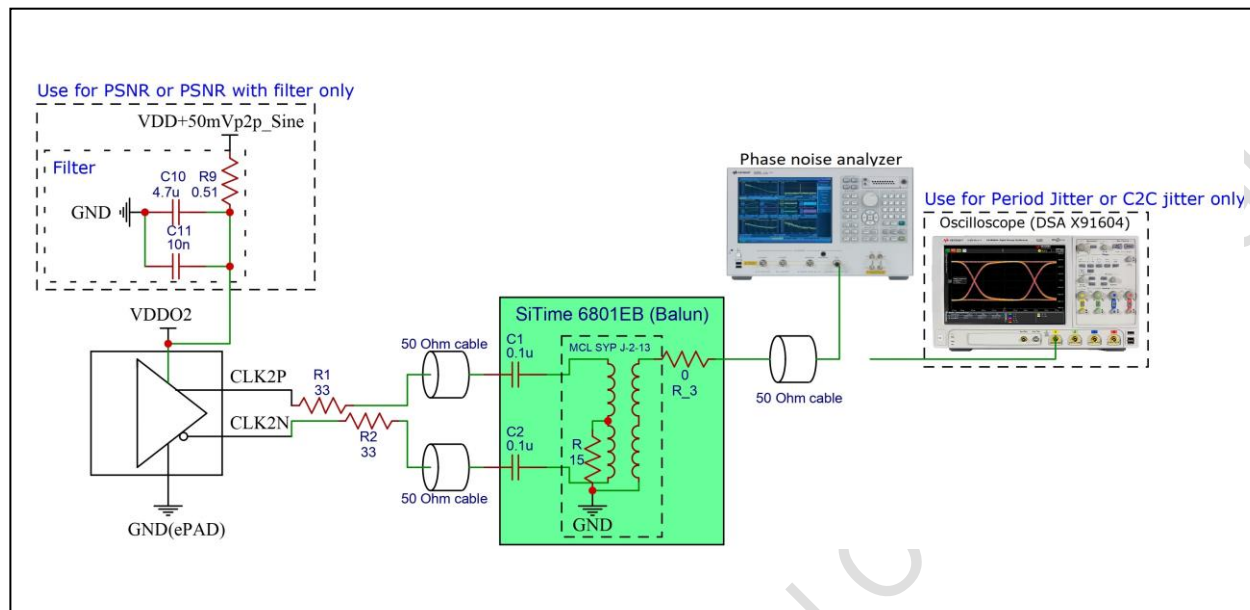 Use for PSNR or PSNR with filter only
VDD+50mVp2p_Sine
Filter
C10
4.7u
R9
0.51
GND
C11
10n
VDDO2
CLK2P
R1
33
CLK2N
R2
33
GND(ePAD)
50 Ohm cable
50 Ohm cable
SiTime 6801EB (Balun)
C1
0.1u
MCL SYP J-2-13
0
R_3
C2
0.1u
R
15
GND
Phase noise analyzer
50 Ohm cable
Use for Period Jitter or C2C jitter only
Oscilloscope (DSA X91604)